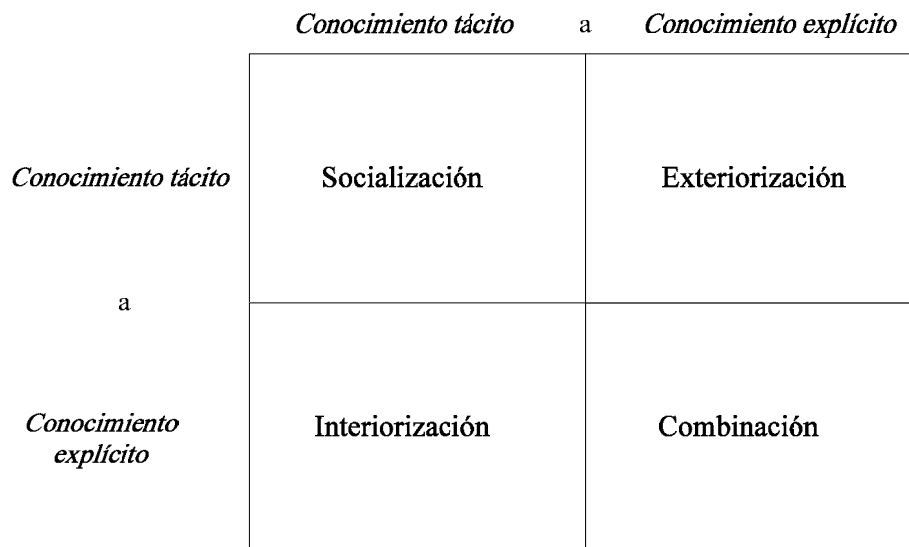 Conocimiento tácito a Conocimiento explícito
Conocimiento tácito Socialización Exteriorización
a
Conocimiento Interiorización Combinación
explícito